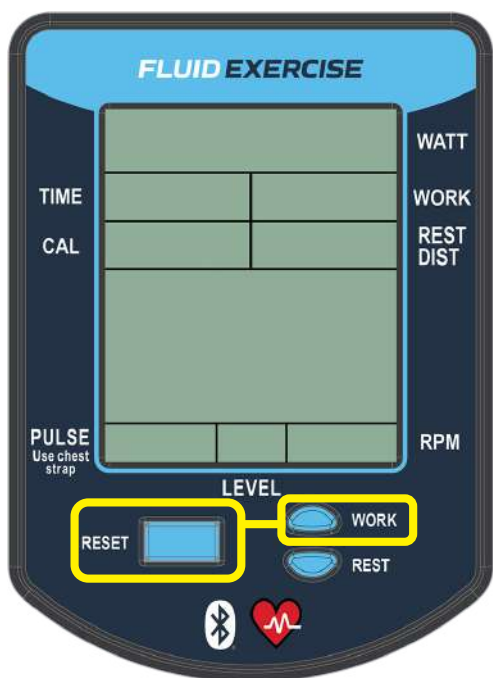 FLUID EXERCISE
WATT
TIME
WORK
CAL
REST
DIST
PULSE
Use chest
strap
RPM
LEVEL
RESET
WORK
REST